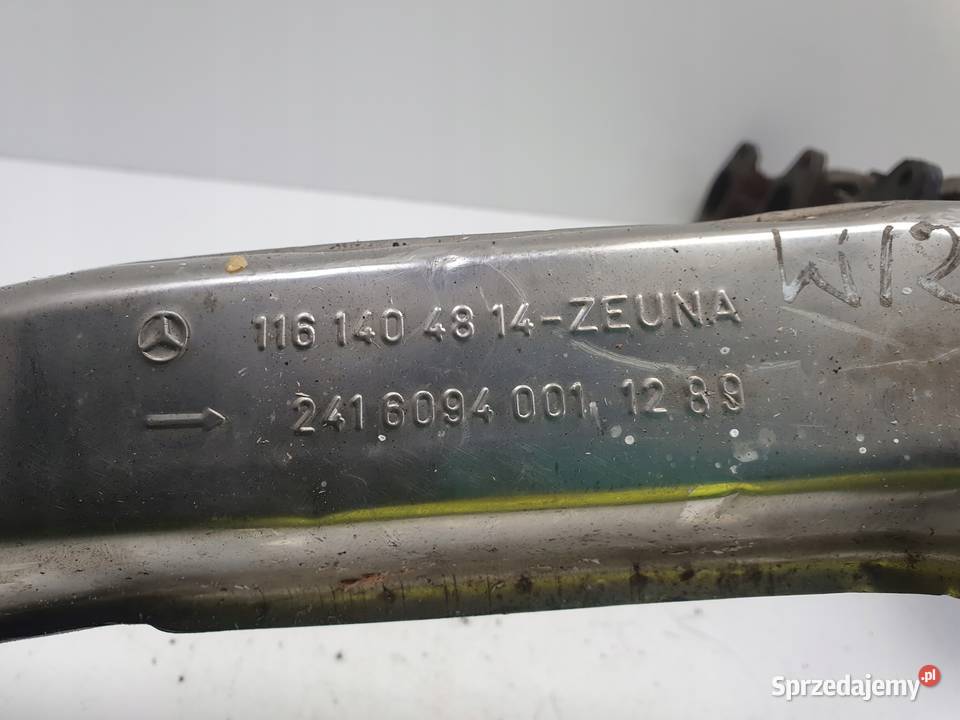 116 140 48 14-ZEUNA
→ 241 6094 001 12 89
Sprzedajemy.pl